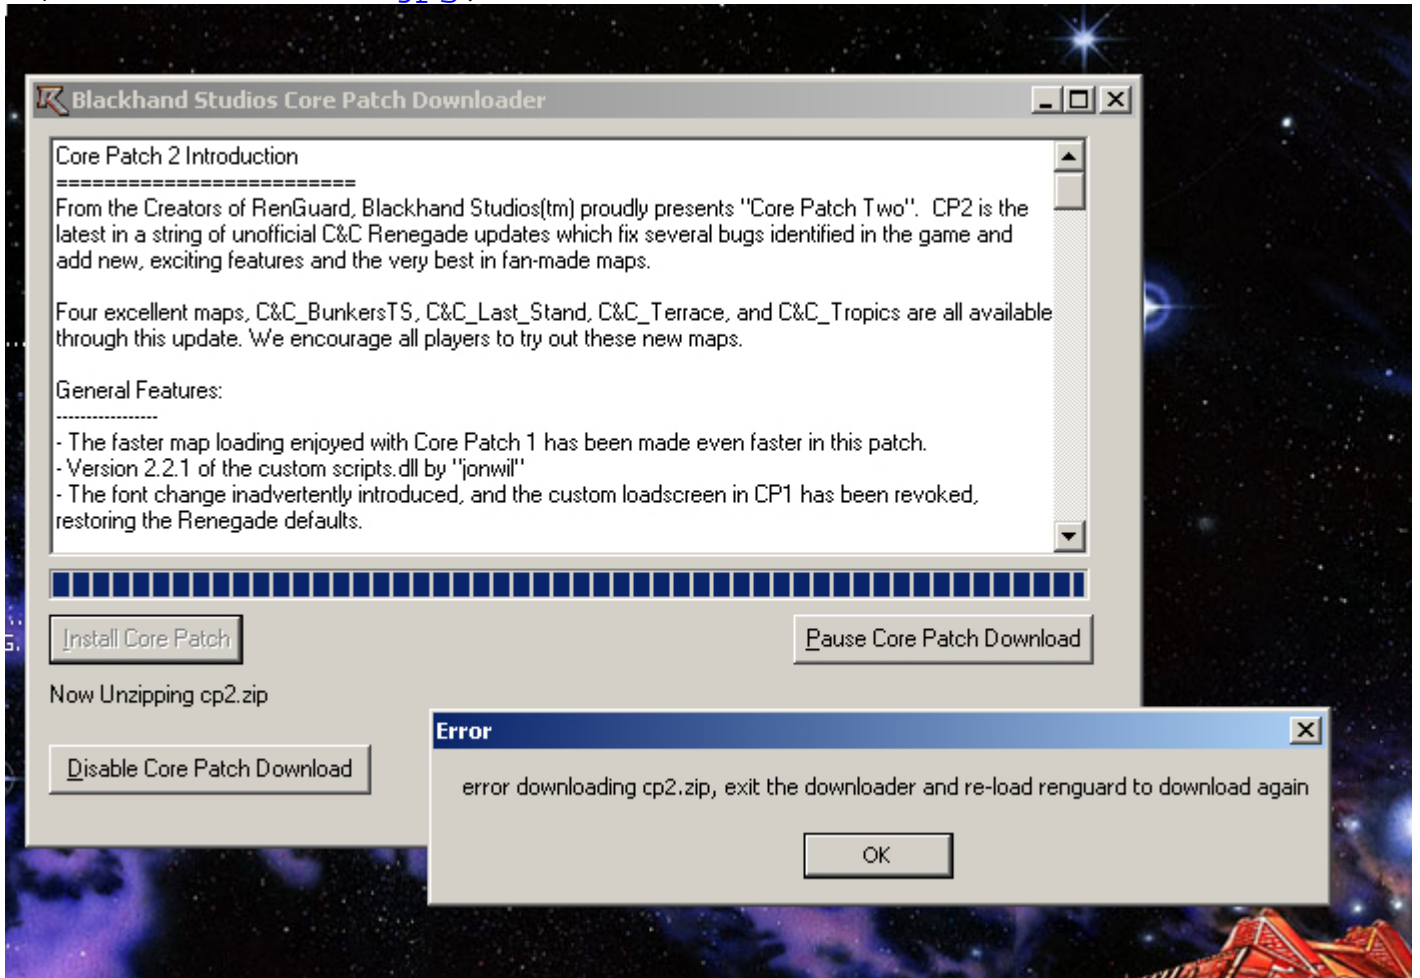 Blackhand Studios Core Patch Downloader
Core Patch 2 Introduction
=========================
From the Creators of RenGuard, Blackhand Studios(tm) proudly presents "Core Patch Two".  CP2 is the
latest in a string of unofficial C&C Renegade updates which fix several bugs identified in the game and
add new, exciting features and the very best in fan-made maps.
Four excellent maps, C&C_BunkersTS, C&C_Last_Stand, C&C_Terrace, and C&C_Tropics are all available
through this update. We encourage all players to try out these new maps.
General Features:
----------------
- The faster map loading enjoyed with Core Patch 1 has been made even faster in this patch.
- Version 2.2.1 of the custom scripts.dll by "jonwil"
- The font change inadvertently introduced, and the custom loadscreen in CP1 has been revoked,
restoring the Renegade defaults.
Install Core Patch
Pause Core Patch Download
Now Unzipping cp2.zip
Disable Core Patch Download
Error
error downloading cp2.zip, exit the downloader and re-load renguard to download again
OK